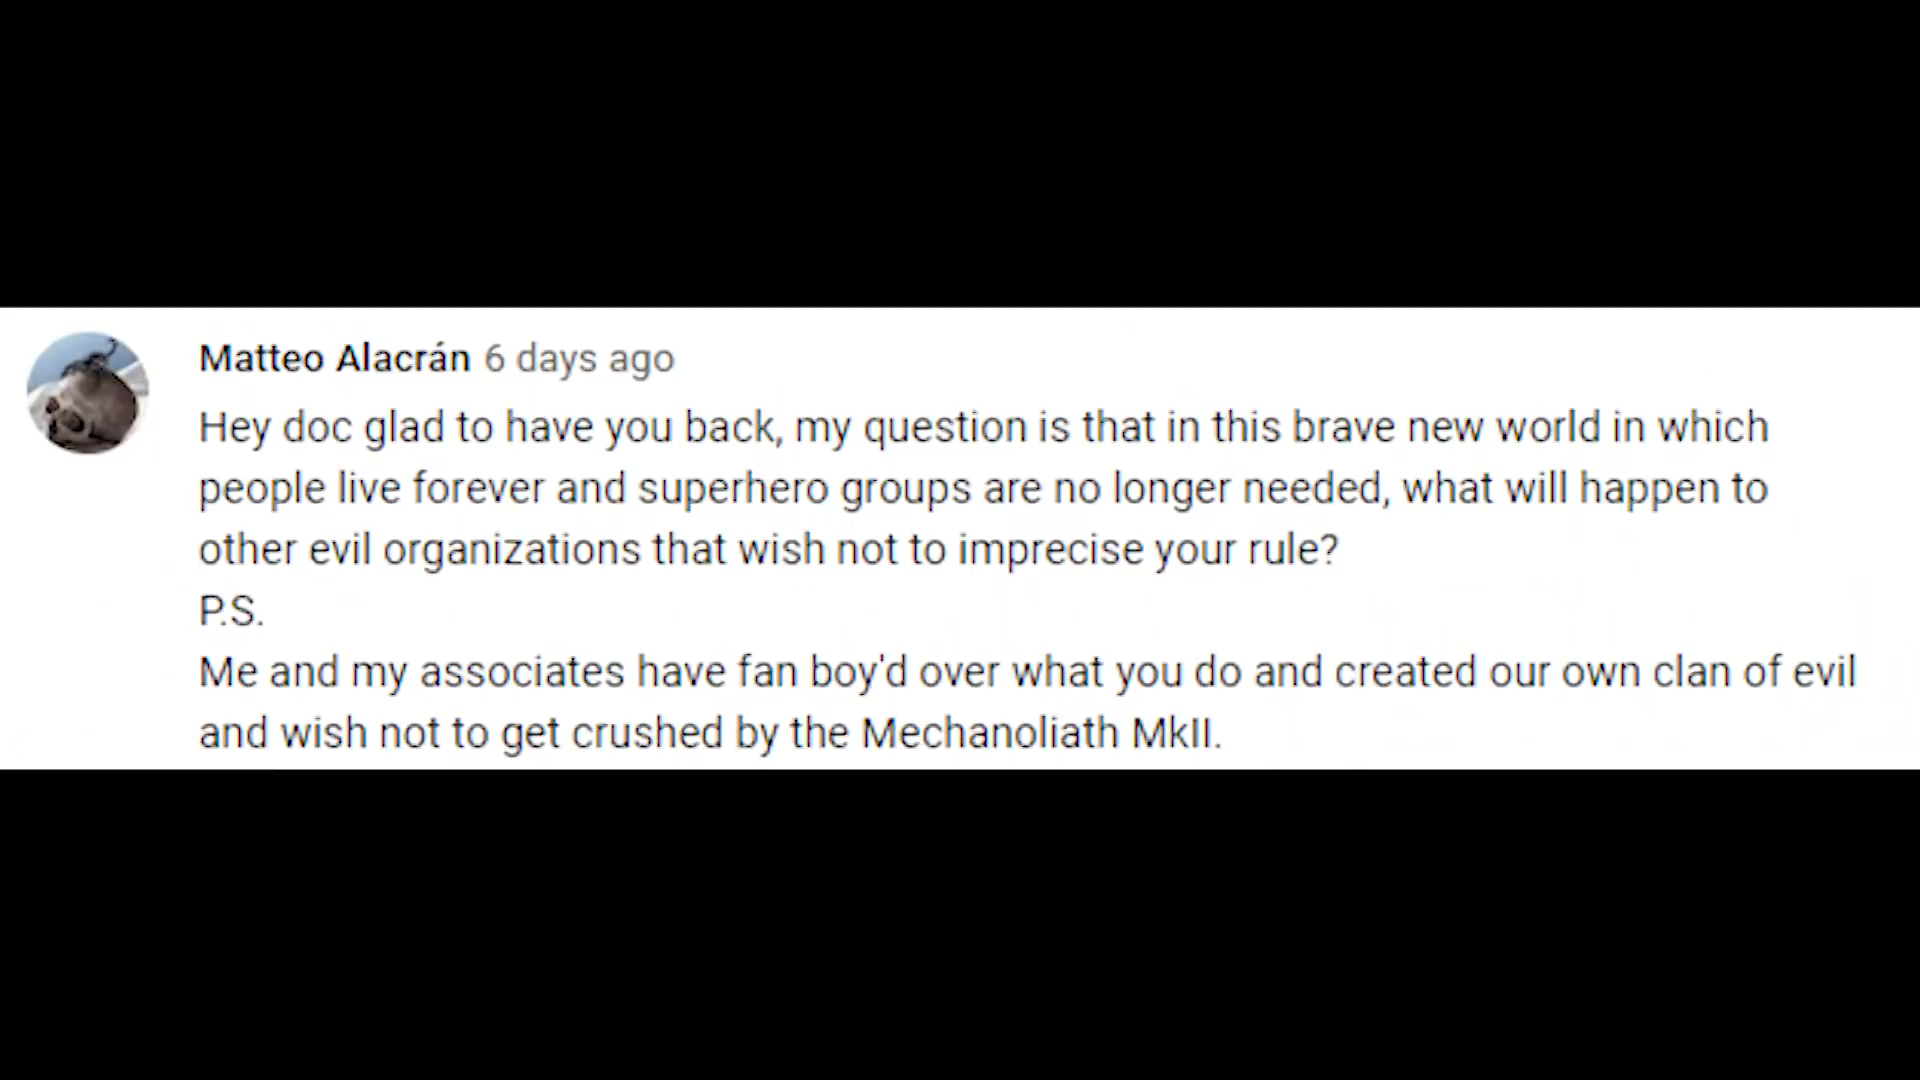 Matteo Alacrán 6 days ago
Hey doc glad to have you back, my question is that in this brave new world in which
people live forever and superhero groups are no longer needed, what will happen to
other evil organizations that wish not to imprecise your rule?
P.S.
Me and my associates have fan boy'd over what you do and created our own clan of evil
and wish not to get crushed by the Mechanoliath MkII.